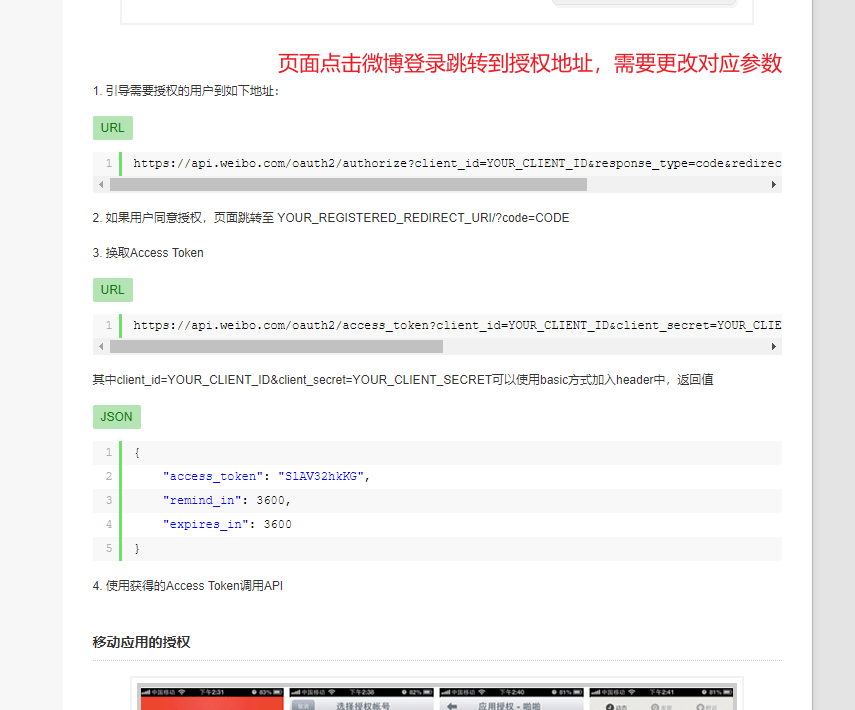 页面点击微博登录跳转到授权地址，需要更改对应参数
1. 引导需要授权的用户到如下地址：
URL
1 https://api.weibo.com/oauth2/authorize?client_id=YOUR_CLIENT_ID&response_type=code&redirec
2. 如果用户同意授权，页面跳转至 YOUR_REGISTERED_REDIRECT_URI/?code=CODE
3. 换取Access Token
URL
1 https://api.weibo.com/oauth2/access_token?client_id=YOUR_CLIENT_ID&client_secret=YOUR_CLIE
其中client_id=YOUR_CLIENT_ID&client_secret=YOUR_CLIENT_SECRET可以使用basic方式加入header中，返回值
JSON
1 {
2 "access_token": "SlAV32hkKG",
3 "remind_in": 3600,
4 "expires_in": 3600
5 }
4. 使用获得的Access Token调用API
移动应用的授权
中国移动 下午2:31 83% 中国移动 下午2:38 82% 中国移动 下午2:40 81% 中国移动 下午2:41 81%
选择授权帐号 应用授权 - 啪啪